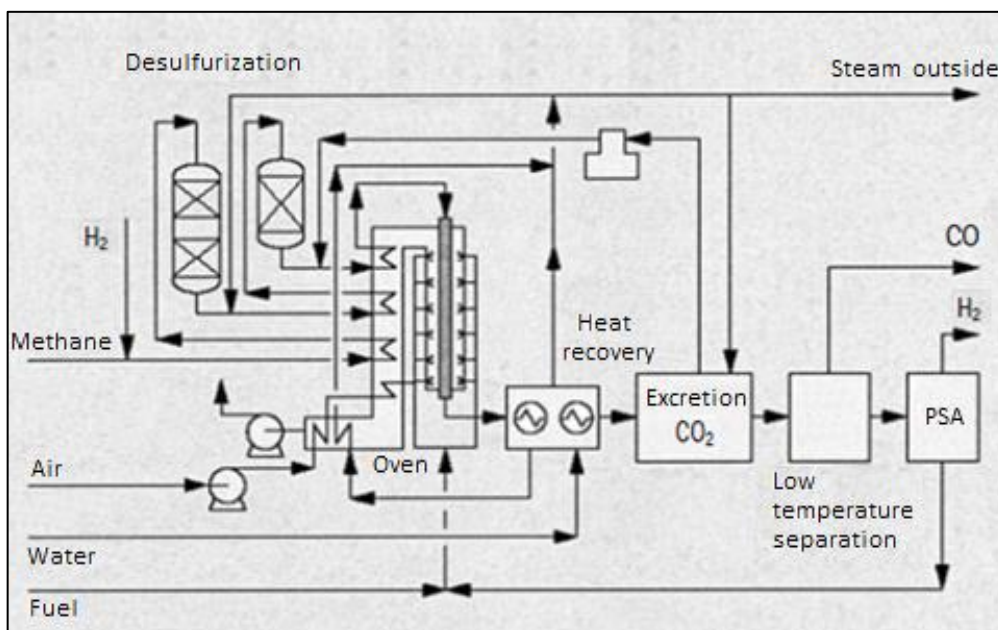 Desulfurization
Steam outside
H₂
CO
H₂
Methane
Heat
recovery
Excretion
CO₂
PSA
Air
Oven
Low
temperature
separation
Water
Fuel